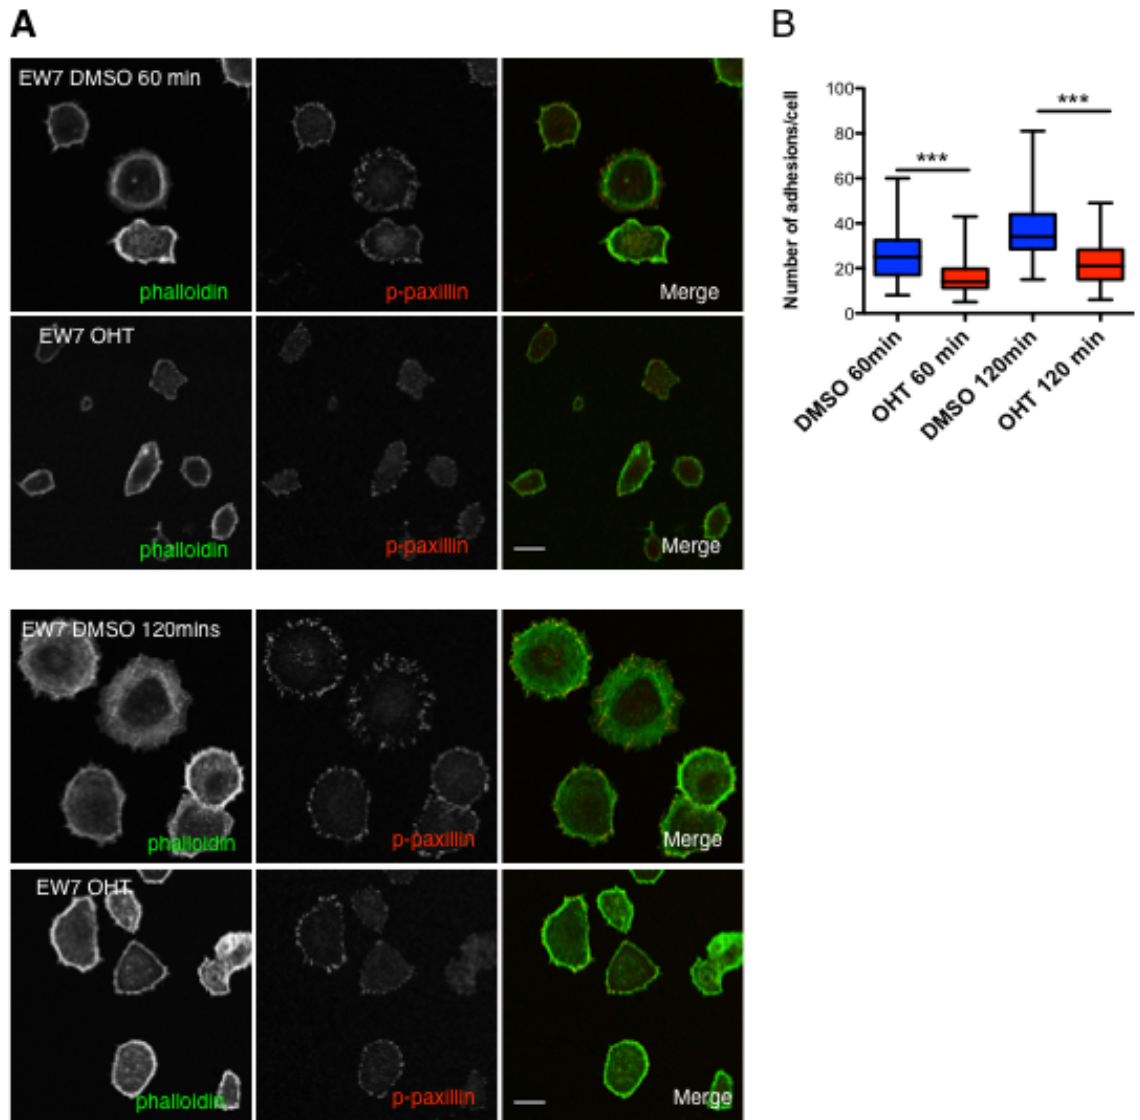 A
EW7 DMSO 60 min
phalloidin
p-paxillin
Merge
EW7 OHT
phalloidin
p-paxillin
Merge
EW7 DMSO 120mins
phalloidin
p-paxillin
Merge
EW7 OHT
phalloidin
p-paxillin
Merge
B
Number of adhesions/cell
100
80
60
40
20
0
***
***
DMSO 60min
OHT 60 min
DMSO 120min
OHT 120 min